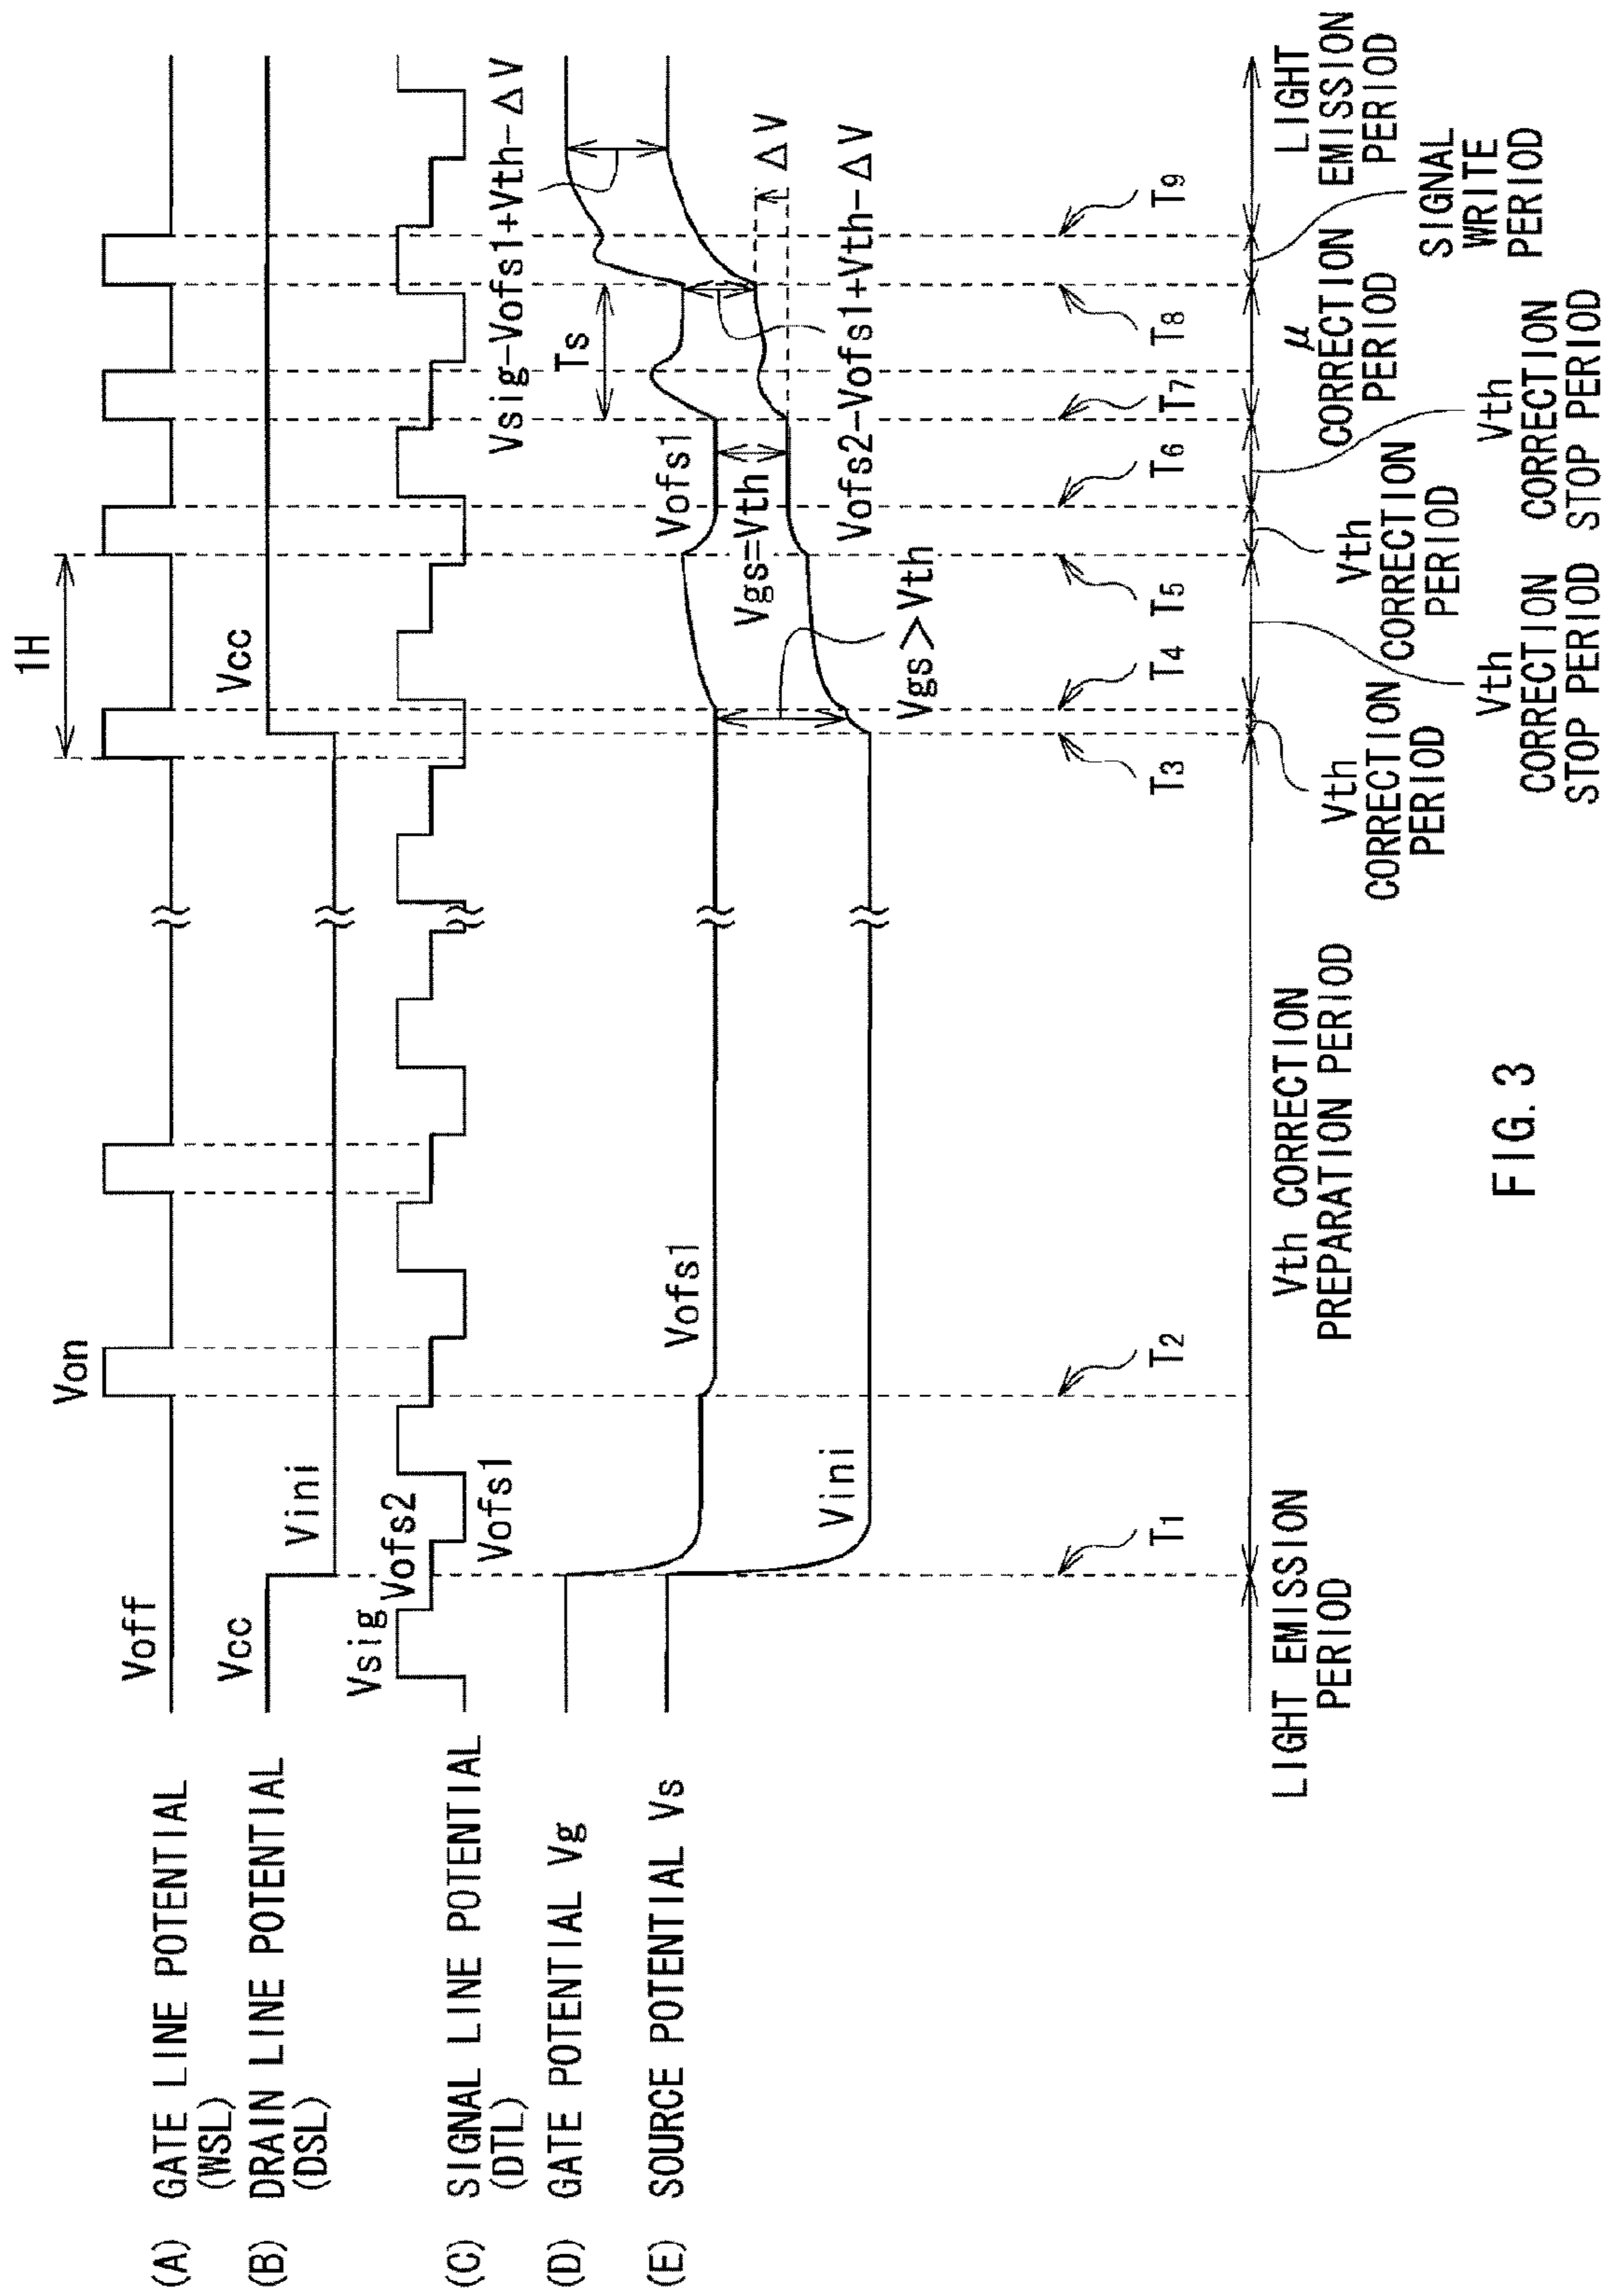 1H
Von
Voff
(A) GATE LINE POTENTIAL
(WSL)
Vcc
Vini
Vcc
(B) DRAIN LINE POTENTIAL
(DSL)
Vsig
Vofs2
Vofs1
(C) SIGNAL LINE POTENTIAL
(DTL)
Vsig-Vofs1+Vth-ΔV
Ts
(D) GATE POTENTIAL Vg
Vofs1
Vofs1
Vgs=Vth
ΔV
(E) SOURCE POTENTIAL Vs
Vini
Vofs2-Vofs1+Vth-ΔV
Vgs>Vth
T1
T2
T3
T4
T5
T6
T7
T8
T9
LIGHT EMISSION
PERIOD
Vth CORRECTION
PREPARATION PERIOD
Vth
CORRECTION
PERIOD
Vth
CORRECTION
STOP PERIOD
Vth
CORRECTION
PERIOD
Vth
CORRECTION
STOP PERIOD
μ
CORRECTION
PERIOD
SIGNAL
WRITE
PERIOD
LIGHT
EMISSION
PERIOD
FIG. 3